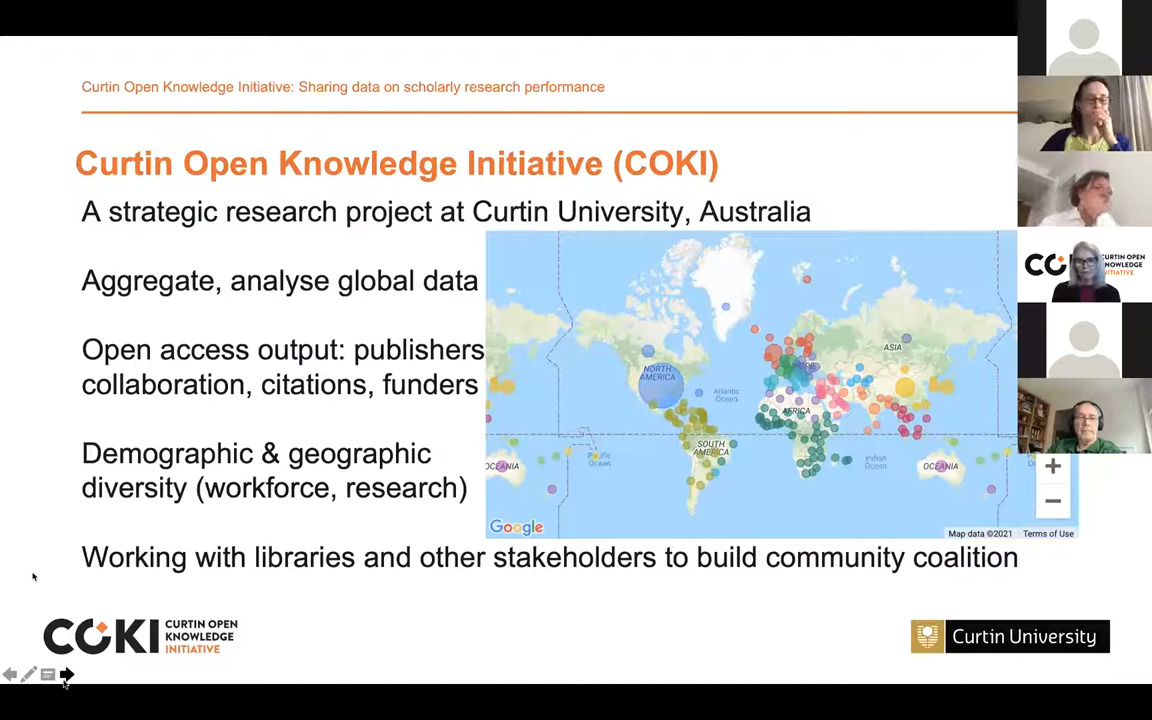 Curtin Open Knowledge Initiative: Sharing data on scholarly research performance
Curtin Open Knowledge Initiative (COKI)
A strategic research project at Curtin University, Australia
Aggregate, analyse global data
Open access output: publishers
collaboration, citations, funders
Demographic & geographic
diversity (workforce, research)
Working with libraries and other stakeholders to build community coalition
NORTH
AMERICA
Atlantic
Ocean
ASIA
AFRICA
SOUTH
AMERICA
Pacific
Ocean
Indian
Ocean
OCEANIA
OCEANIA
Google
Map data ©2021
Terms of Use
COKI
CURTIN OPEN
KNOWLEDGE
INITIATIVE
Curtin University
CURTIN OPEN
INITIATIVE